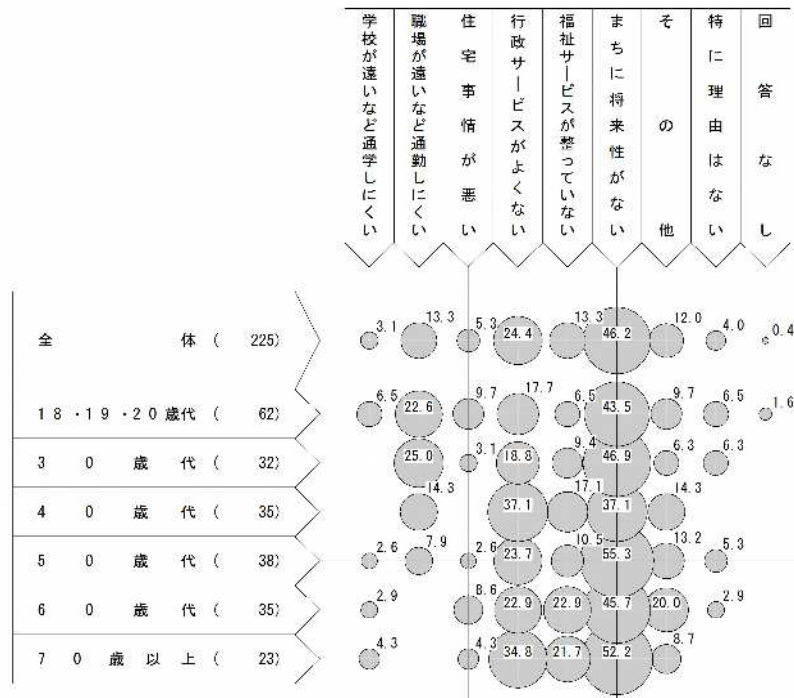 学校が遠いなど通学しにくい
職場が遠いなど通勤しにくい
住宅事情が悪い
行政サービスがよくない
福祉サービスが整っていない
まちに将来性がない
その他
特に理由はない
回答なし
全体 ( 225) 3.1 13.3 5.3 24.4 13.3 46.2 12.0 4.0 0.4
18・19・20歳代 ( 62) 6.5 22.6 9.7 17.7 6.5 43.5 9.7 6.5 1.6
30歳代 ( 32) 25.0 3.1 18.8 9.4 46.9 6.3 6.3
40歳代 ( 35) 14.3 37.1 17.1 37.1 14.3
50歳代 ( 38) 2.6 7.9 2.6 23.7 10.5 55.3 13.2 5.3
60歳代 ( 35) 2.9 8.6 22.9 22.9 45.7 20.0 2.9
70歳以上 ( 23) 4.3 4.3 34.8 21.7 52.2 8.7